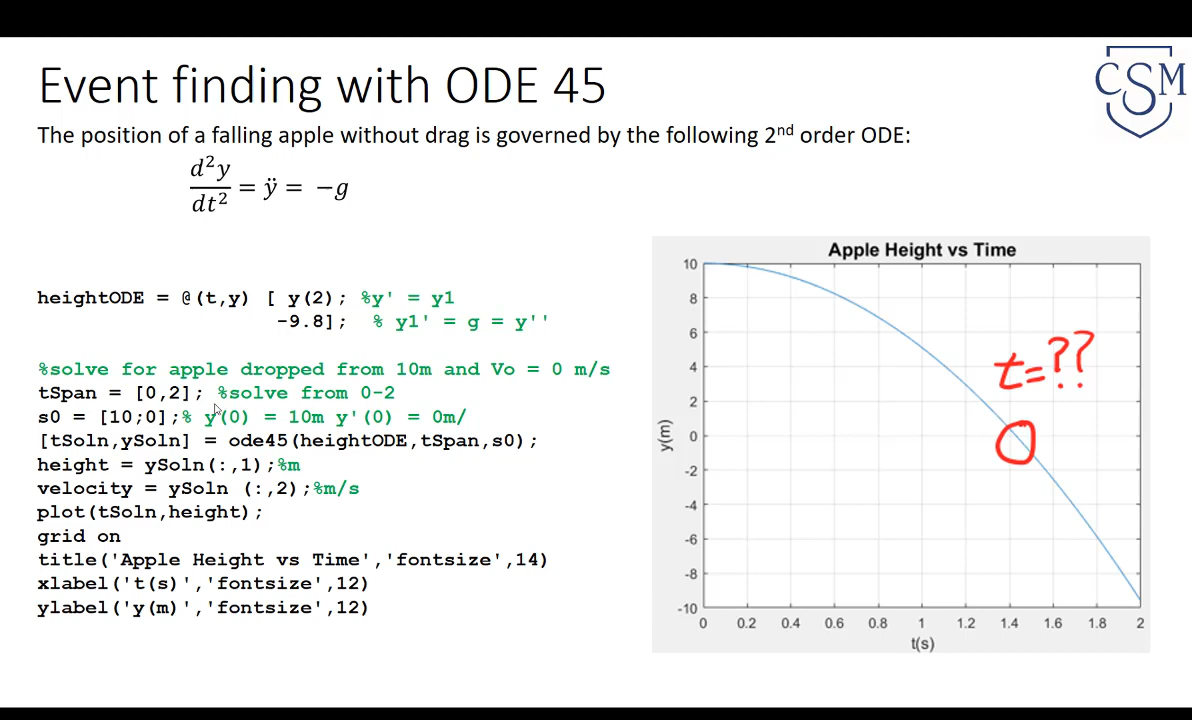 Event finding with ODE 45
CSM
The position of a falling apple without drag is governed by the following 2nd order ODE:
d²y/dt² = ÿ = −g
heightODE = @(t,y) [ y(2); %y' = y1
-9.8]; % y1' = g = y''
%solve for apple dropped from 10m and Vo = 0 m/s
tSpan = [0,2]; %solve from 0-2
s0 = [10;0];% y(0) = 10m y'(0) = 0m/
[tSoln,ySoln] = ode45(heightODE,tSpan,s0);
height = ySoln(:,1);%m
velocity = ySoln (:,2);%m/s
plot(tSoln,height);
grid on
title('Apple Height vs Time','fontsize',14)
xlabel('t(s)','fontsize',12)
ylabel('y(m)','fontsize',12)
Apple Height vs Time
10
8
6
4
2
0
-2
-4
-6
-8
-10
y(m)
t=??
0 0.2 0.4 0.6 0.8 1 1.2 1.4 1.6 1.8 2
t(s)